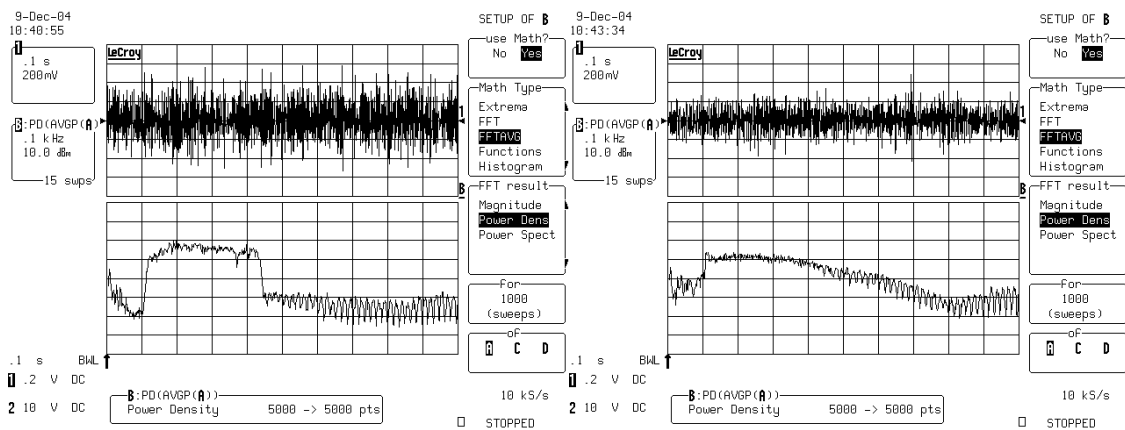 9-Dec-04
10:40:55
1
.1 s
200mV
B:PD(AVGP(A))
.1 kHz
10.0 dBm
15 swps
LeCroy
1
B
SETUP OF B
use Math?
No Yes
Math Type
Extrema
FFT
FFTAVG
Functions
Histogram
FFT result
Magnitude
Power Dens
Power Spect
For
1000
(sweeps)
of
A C D
.1 s BWL
1 .2 V DC
2 10 V DC
B:PD(AVGP(A))
Power Density 5000 -> 5000 pts
10 kS/s
STOPPED
9-Dec-04
10:43:34
1
.1 s
200mV
B:PD(AVGP(A))
.1 kHz
10.0 dBm
15 swps
LeCroy
1
B
SETUP OF B
use Math?
No Yes
Math Type
Extrema
FFT
FFTAVG
Functions
Histogram
FFT result
Magnitude
Power Dens
Power Spect
For
1000
(sweeps)
of
A C D
.1 s BWL
1 .2 V DC
2 10 V DC
B:PD(AVGP(A))
Power Density 5000 -> 5000 pts
10 kS/s
STOPPED